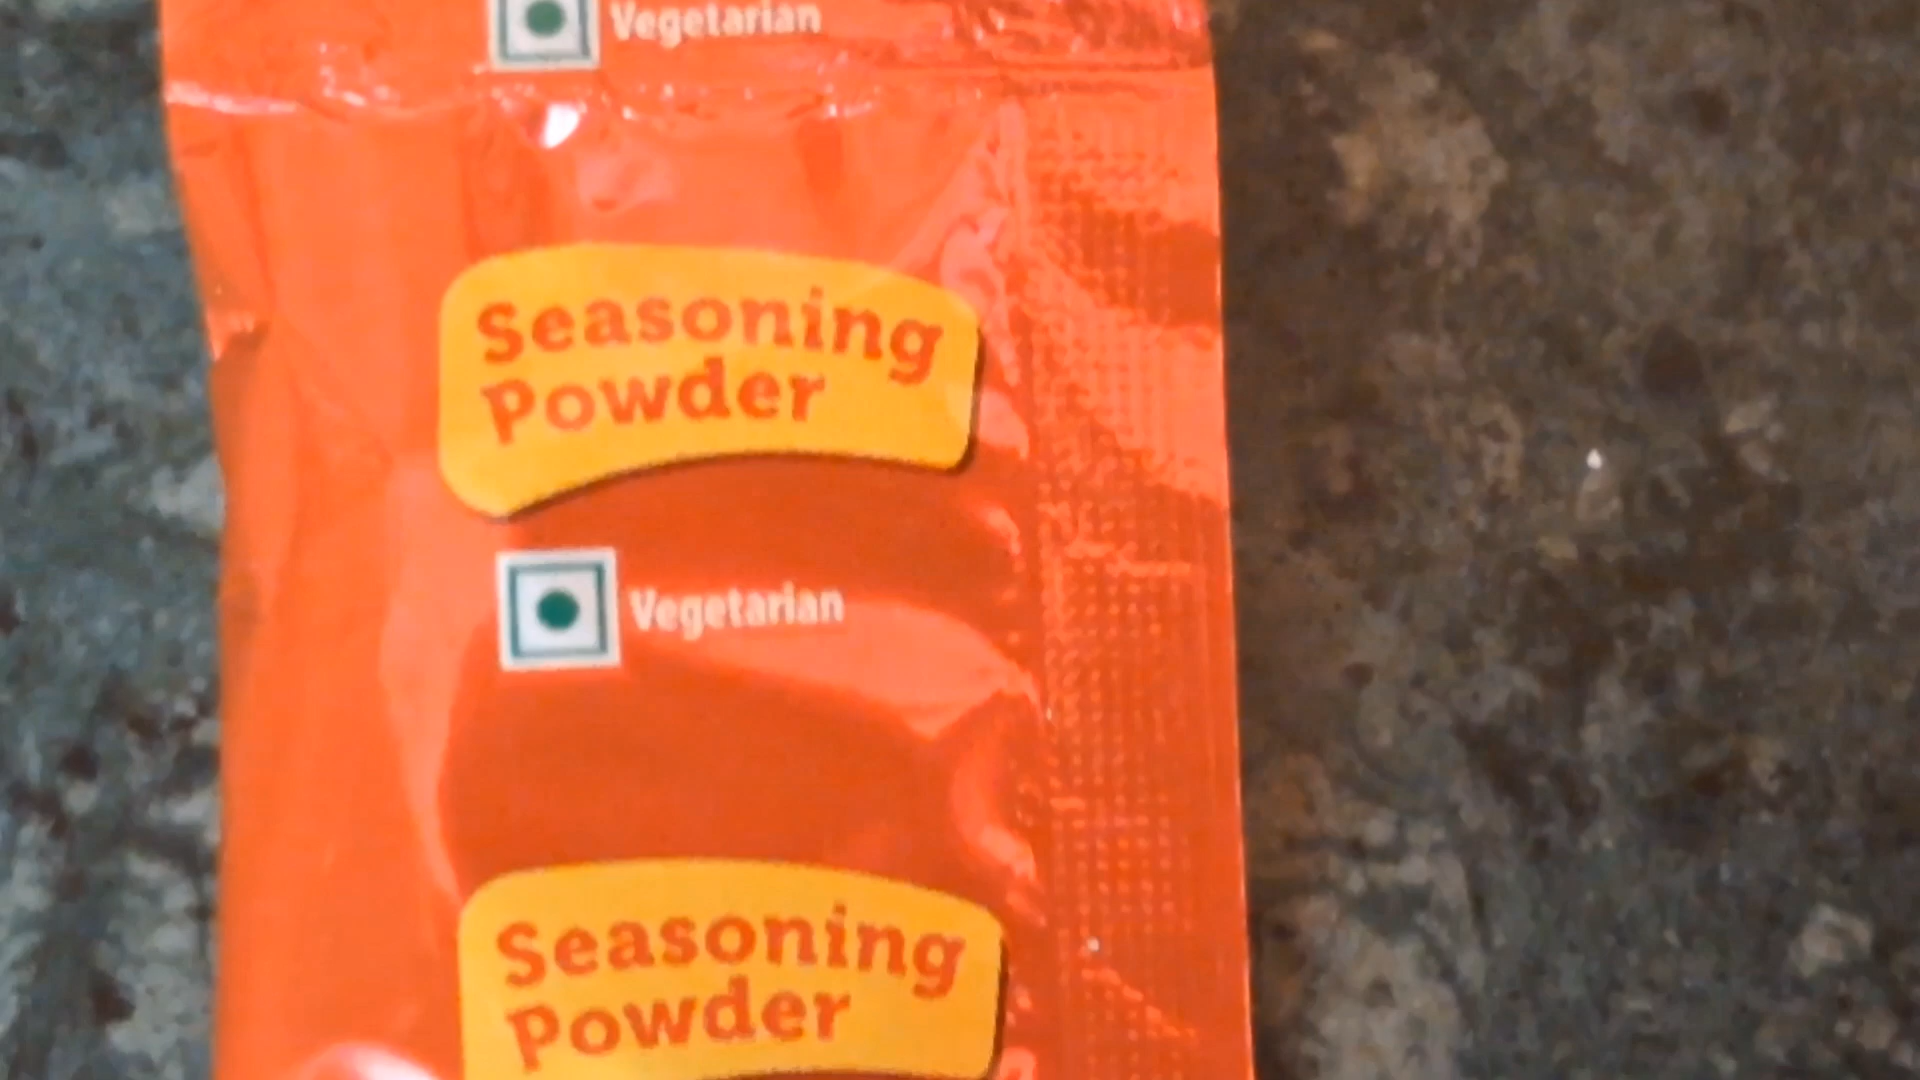 Vegetarian
Seasoning
Powder
Vegetarian
Seasoning
Powder